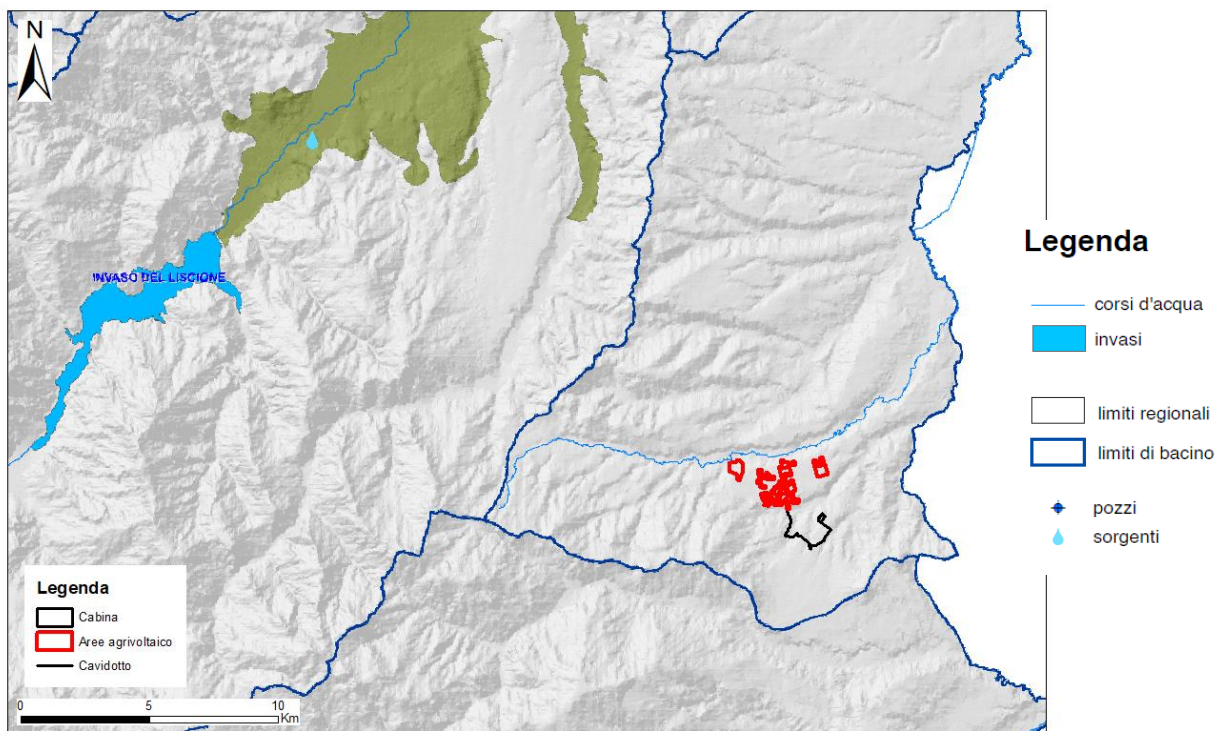 N
INVASO DEL LISCIONE
Legenda
Cabina
Aree agrivoltaico
Cavidotto
0 5 10
Km
Legenda
corsi d'acqua
invasi
limiti regionali
limiti di bacino
pozzi
sorgenti